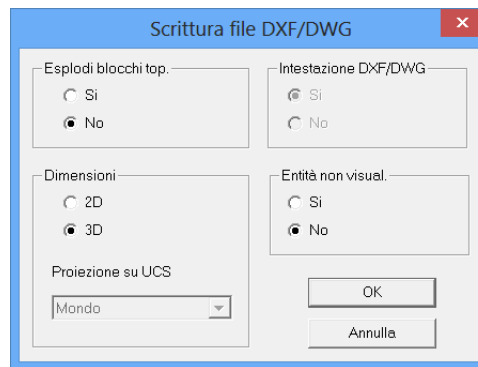 Scrittura file DXF/DWG
Esplodi blocchi top.
Si
No
Intestazione DXF/DWG
Si
No
Dimensioni
2D
3D
Proiezione su UCS
Mondo
Entità non visual.
Si
No
OK
Annulla